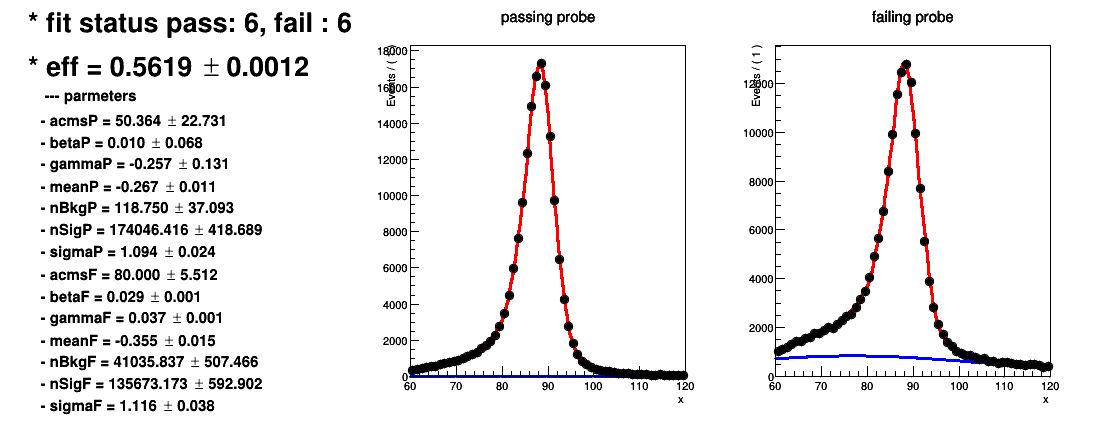 * fit status pass: 6, fail : 6
* eff = 0.5619 ± 0.0012
--- parmeters
- acmsP = 50.364 ± 22.731
- betaP = 0.010 ± 0.068
- gammaP = -0.257 ± 0.131
- meanP = -0.267 ± 0.011
- nBkgP = 118.750 ± 37.093
- nSigP = 174046.416 ± 418.689
- sigmaP = 1.094 ± 0.024
- acmsF = 80.000 ± 5.512
- betaF = 0.029 ± 0.001
- gammaF = 0.037 ± 0.001
- meanF = -0.355 ± 0.015
- nBkgF = 41035.837 ± 507.466
- nSigF = 135673.173 ± 592.902
- sigmaF = 1.116 ± 0.038
passing probe
Events / (
18000
16000
14000
12000
10000
8000
6000
4000
2000
0
60 70 80 90 100 110 120
x
failing probe
Events / ( 1 )
12000
10000
8000
6000
4000
2000
0
60 70 80 90 100 110 120
x